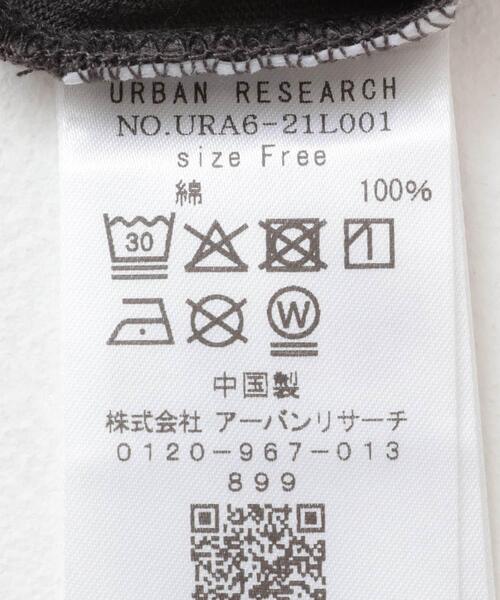 URBAN RESEARCH
NO.URA6-21L001
size Free
綿 100%
30
W
中国製
株式会社 アーバンリサーチ
0120-967-013
899